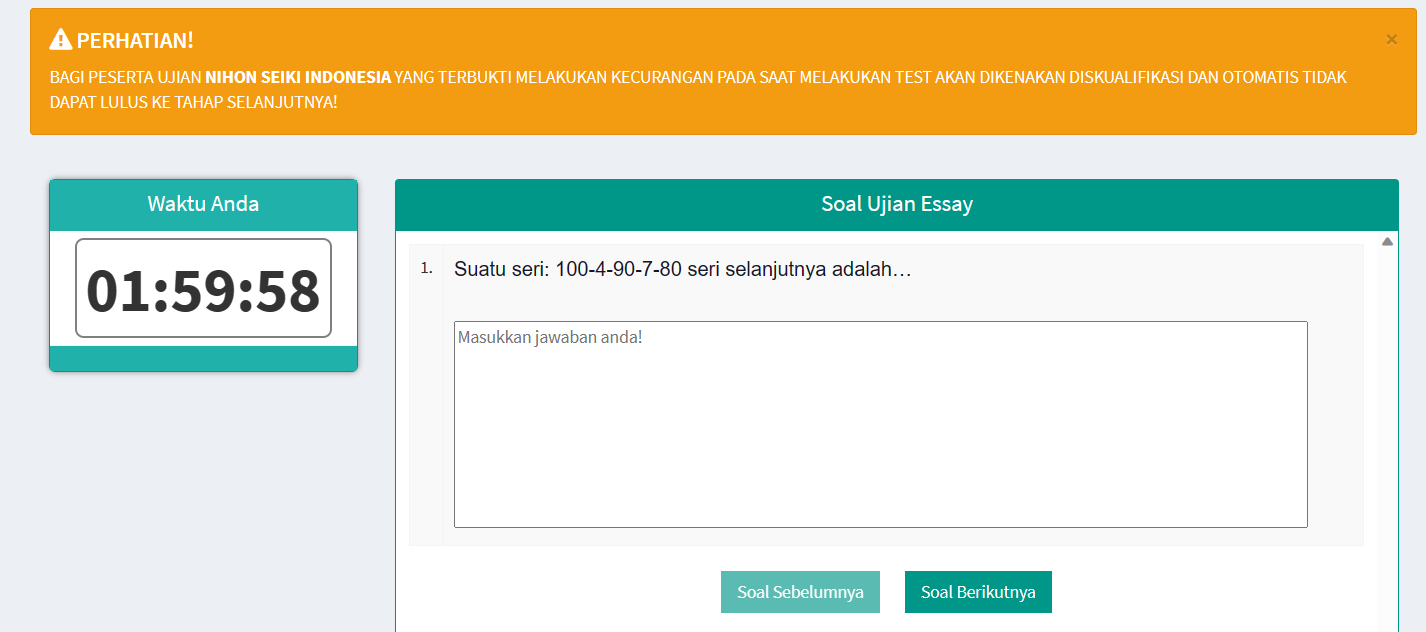 PERHATIAN!
×
BAGI PESERTA UJIAN NIHON SEIKI INDONESIA YANG TERBUKTI MELAKUKAN KECURANGAN PADA SAAT MELAKUKAN TEST AKAN DIKENAKAN DISKUALIFIKASI DAN OTOMATIS TIDAK
DAPAT LULUS KE TAHAP SELANJUTNYA!
Waktu Anda
01:59:58
Soal Ujian Essay
1. Suatu seri: 100-4-90-7-80 seri selanjutnya adalah…
Masukkan jawaban anda!
Soal Sebelumnya
Soal Berikutnya